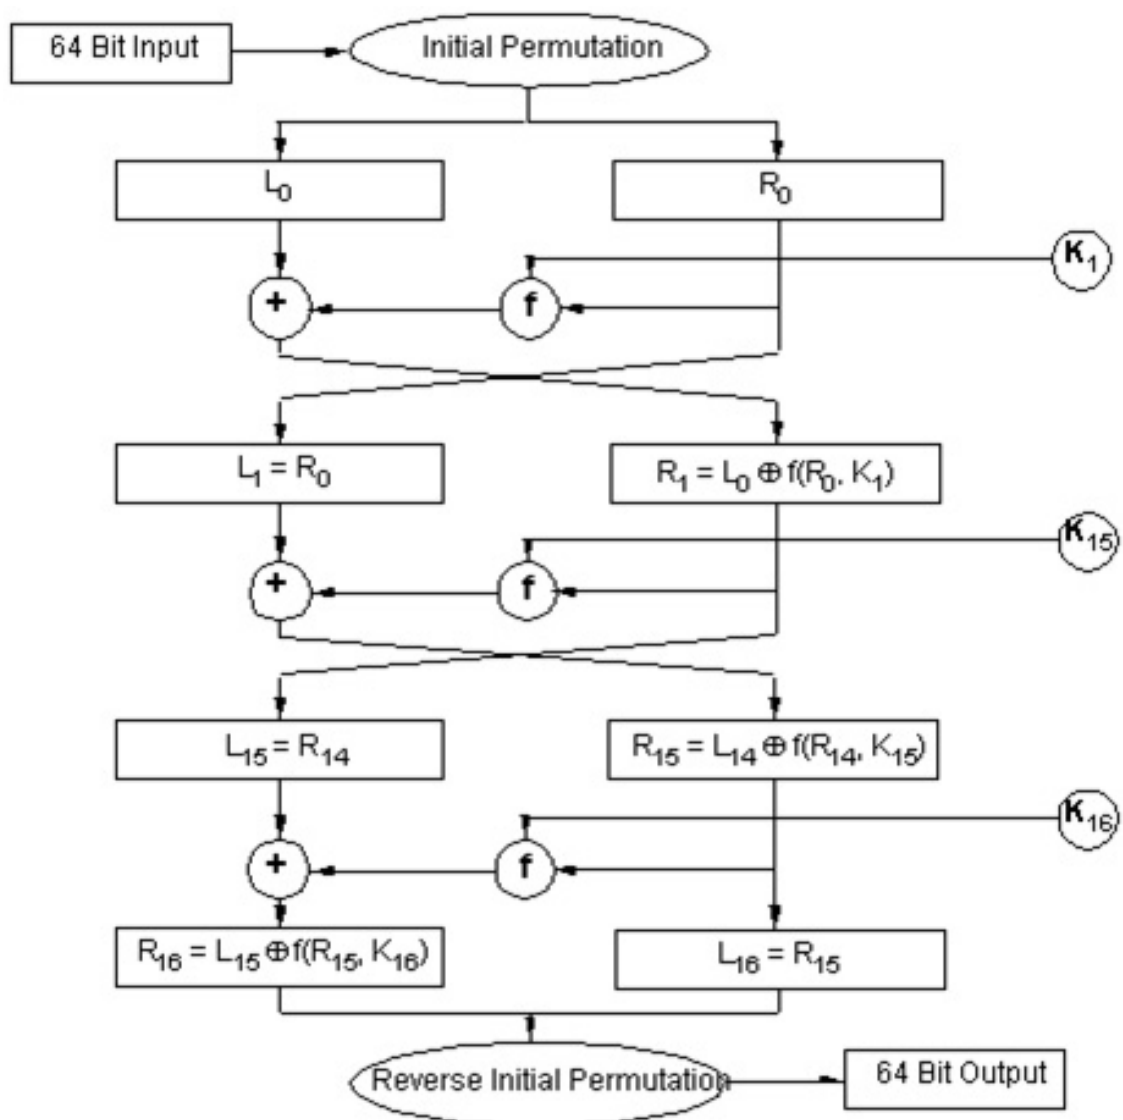 64 Bit Input
Initial Permutation
L₀
R₀
K₁
+
f
L₁ = R₀
R₁ = L₀ ⊕ f(R₀, K₁)
K₁₅
+
f
L₁₅ = R₁₄
R₁₅ = L₁₄ ⊕ f(R₁₄, K₁₅)
K₁₆
+
f
R₁₆ = L₁₅ ⊕ f(R₁₅, K₁₆)
L₁₆ = R₁₅
Reverse Initial Permutation
64 Bit Output